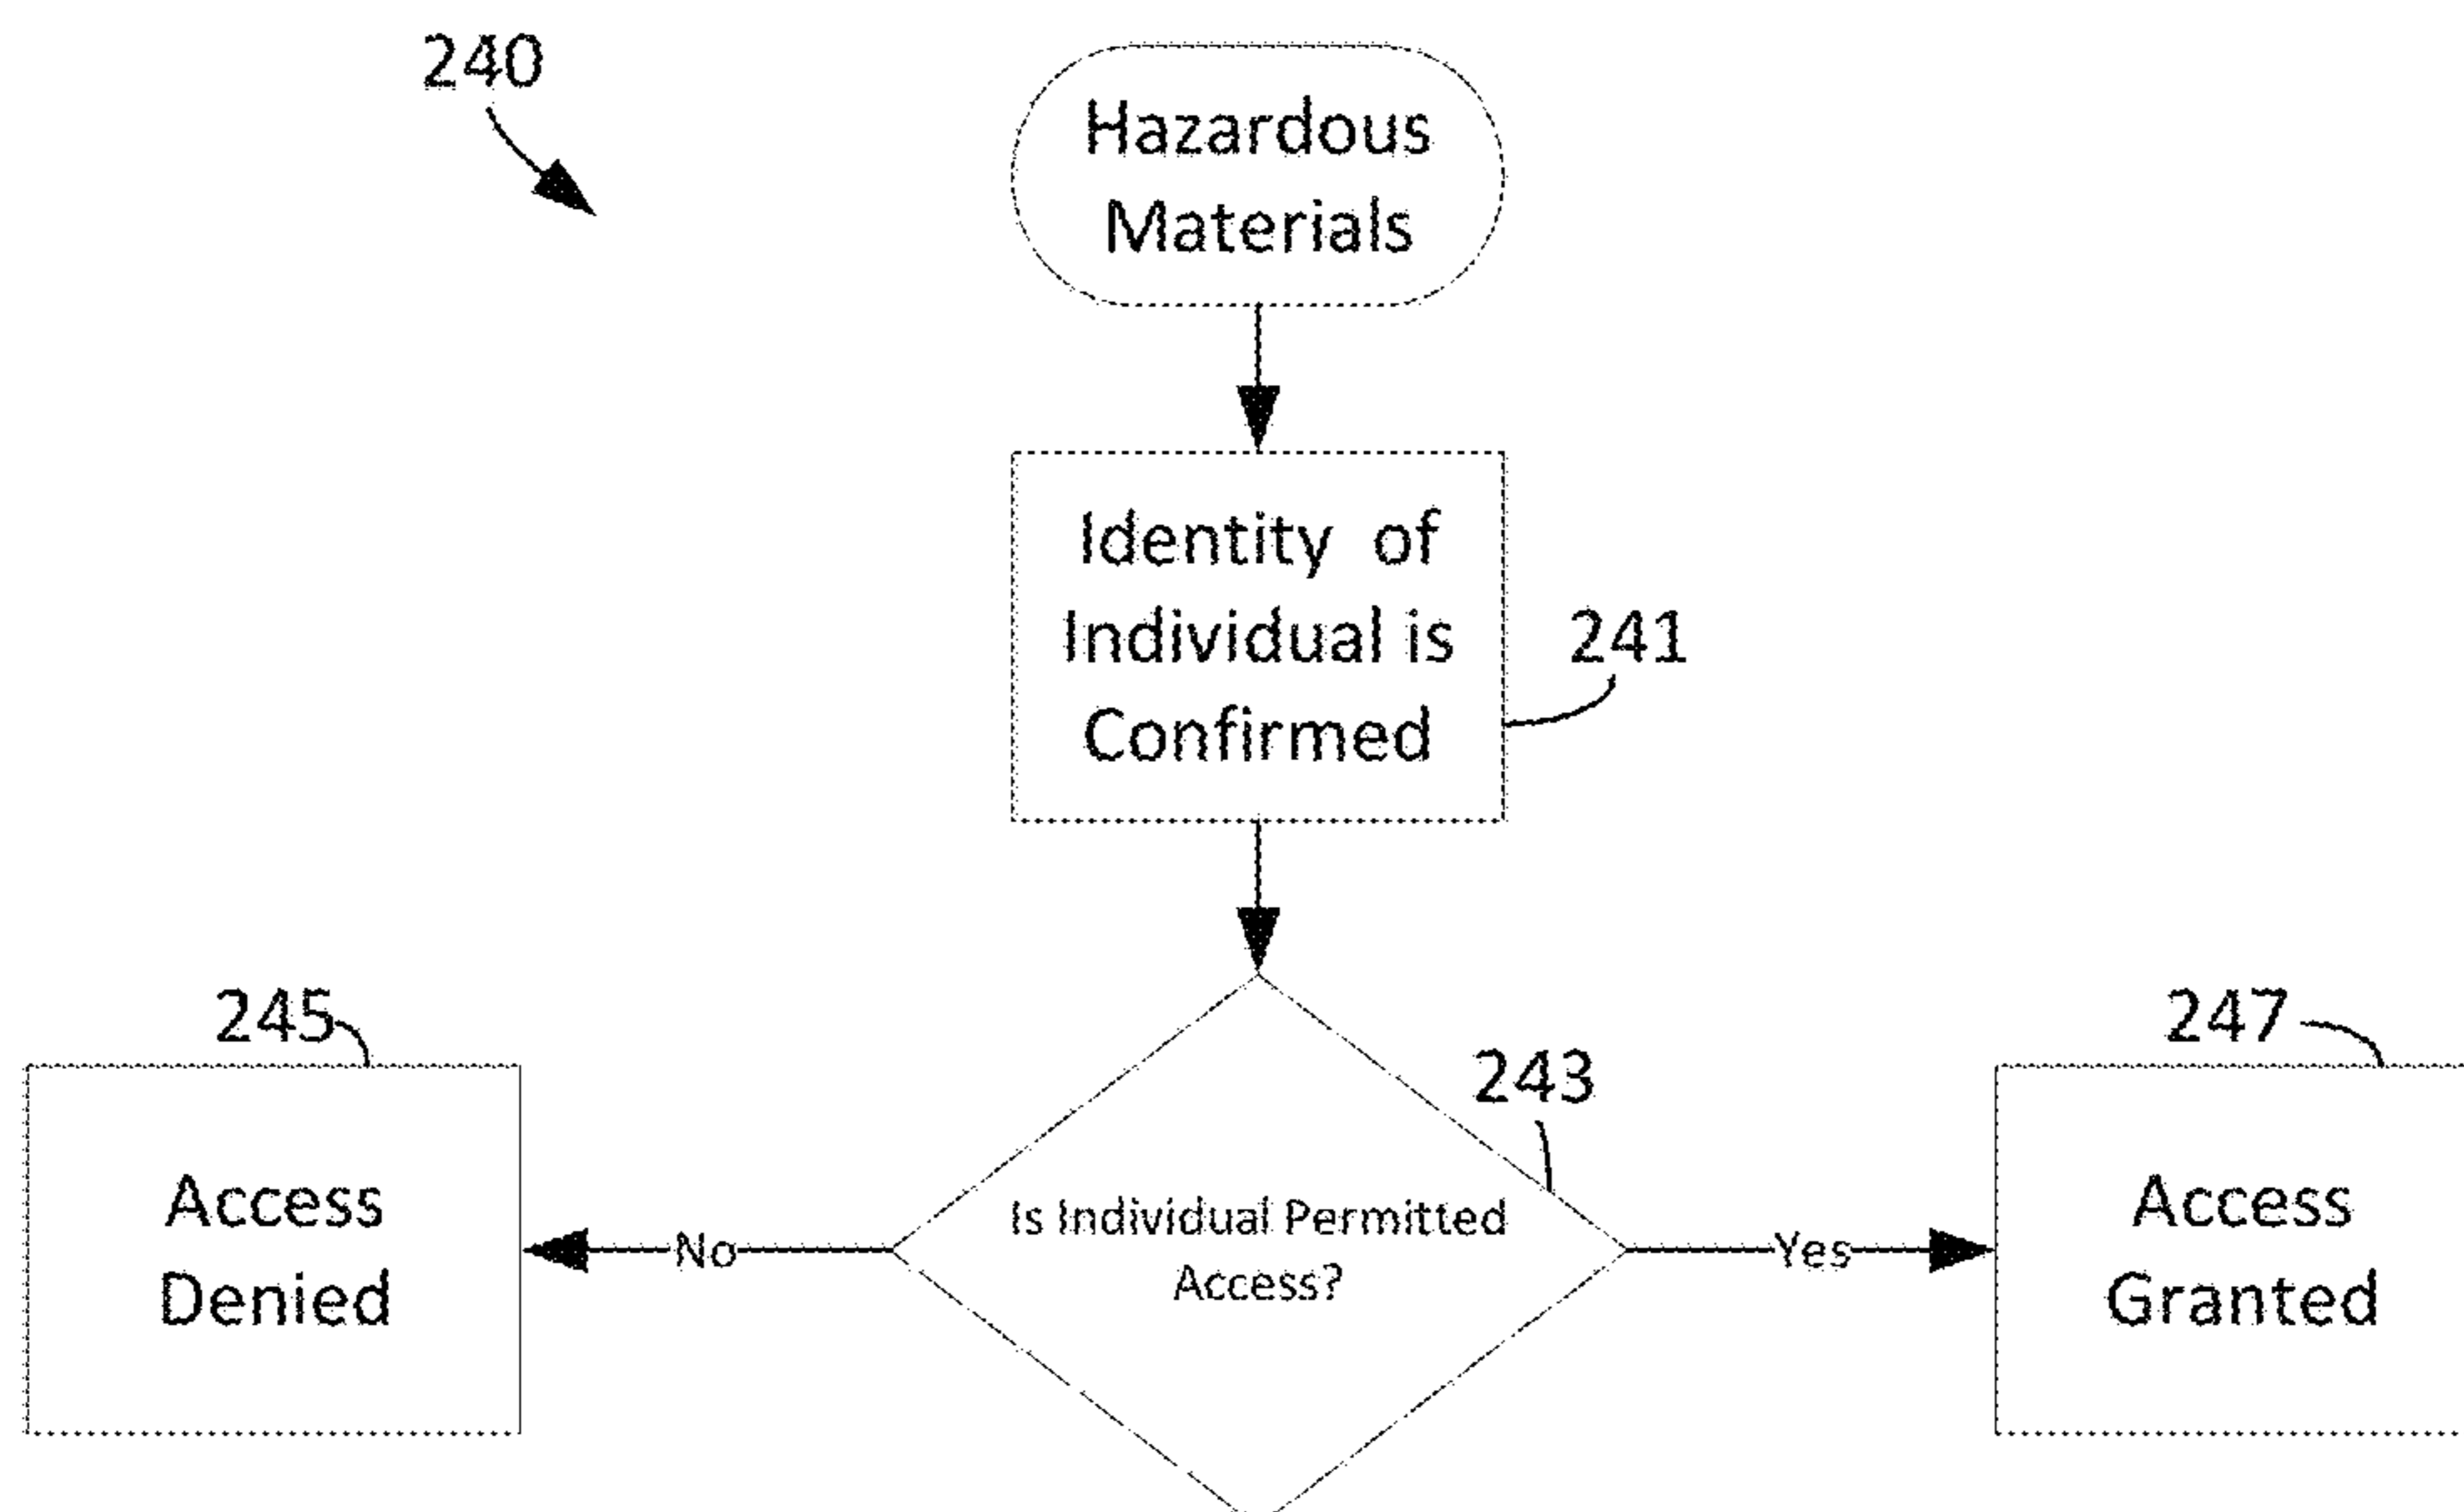 240
Hazardous
Materials
Identity of
Individual is
Confirmed
241
245
243
247
Access
Denied
No
Is Individual Permitted
Access?
Yes
Access
Granted